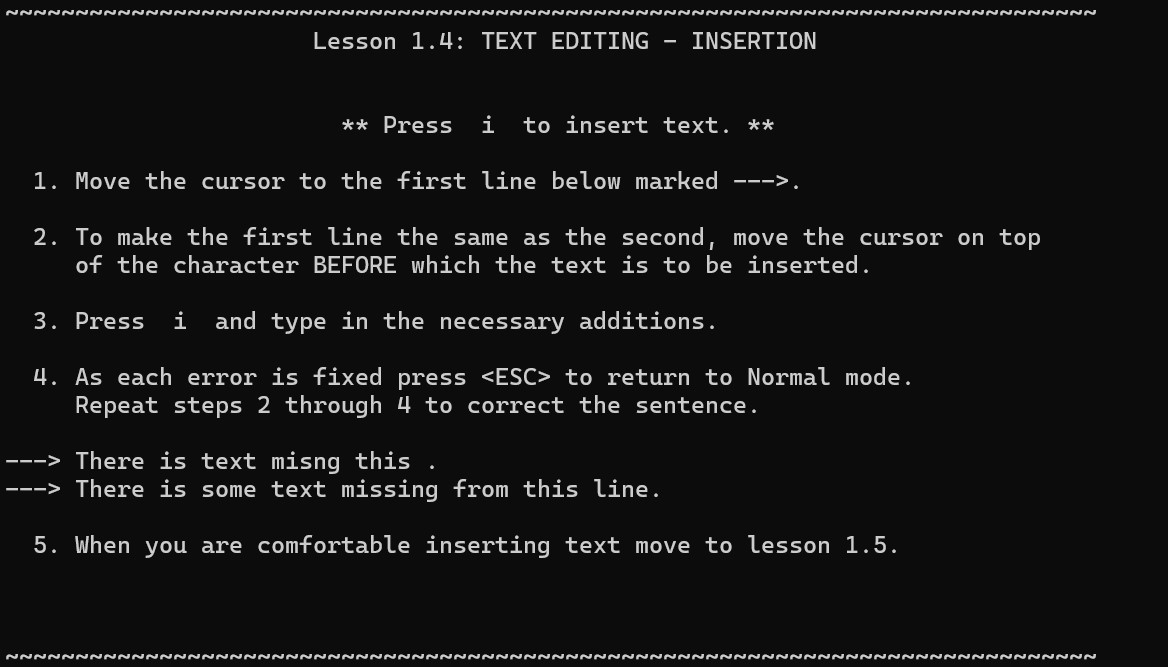 ~~~~~~~~~~~~~~~~~~~~~~~~~~~~~~~~~~~~~~~~~~~~~~~~~~~~~~~~~~~~~~~~~~~~~~~~~~~~~~
Lesson 1.4: TEXT EDITING - INSERTION
** Press  i  to insert text. **
1. Move the cursor to the first line below marked --->.
2. To make the first line the same as the second, move the cursor on top
of the character BEFORE which the text is to be inserted.
3. Press  i  and type in the necessary additions.
4. As each error is fixed press <ESC> to return to Normal mode.
Repeat steps 2 through 4 to correct the sentence.
---> There is text misng this .
---> There is some text missing from this line.
5. When you are comfortable inserting text move to lesson 1.5.
~~~~~~~~~~~~~~~~~~~~~~~~~~~~~~~~~~~~~~~~~~~~~~~~~~~~~~~~~~~~~~~~~~~~~~~~~~~~~~